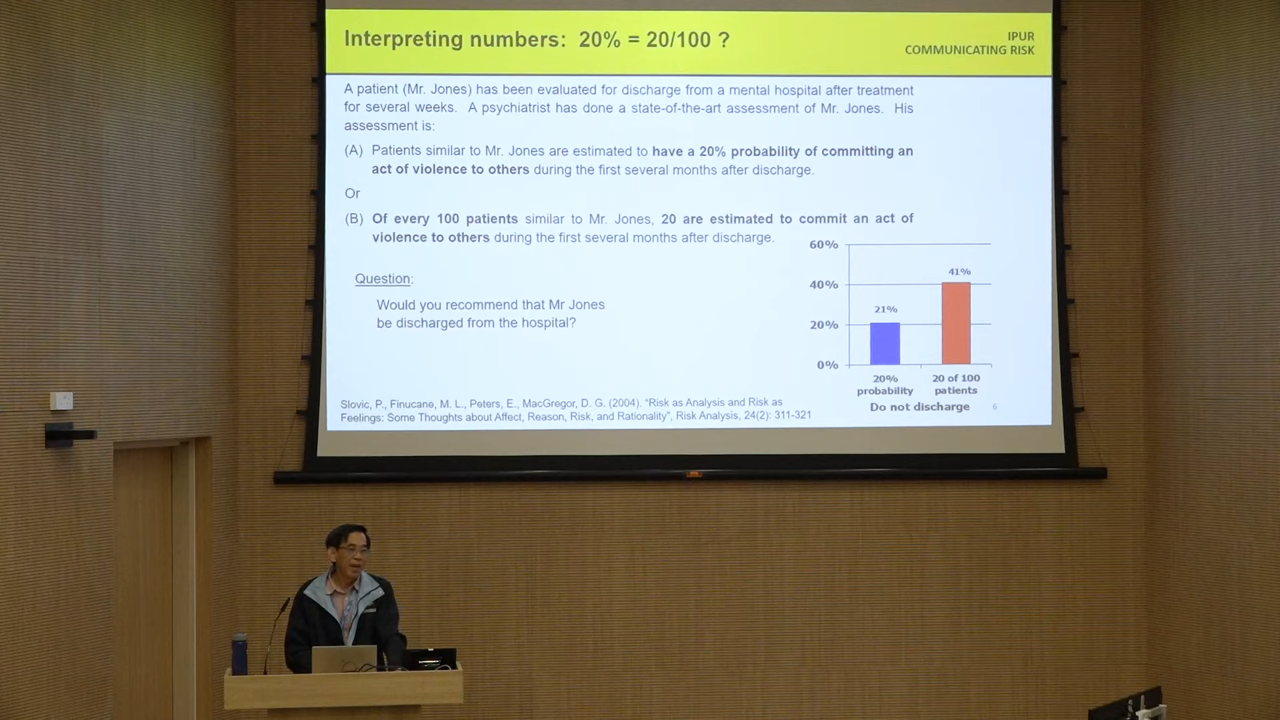 Interpreting numbers: 20% = 20/100 ?
IPUR
COMMUNICATING RISK
A patient (Mr. Jones) has been evaluated for discharge from a mental hospital after treatment
for several weeks. A psychiatrist has done a state-of-the-art assessment of Mr. Jones. His
assessment is:
(A) Patients similar to Mr. Jones are estimated to have a 20% probability of committing an
act of violence to others during the first several months after discharge.
Or
(B) Of every 100 patients similar to Mr. Jones, 20 are estimated to commit an act of
violence to others during the first several months after discharge.
Question:
Would you recommend that Mr Jones
be discharged from the hospital?
60%
40%
20%
0%
21%
41%
20%
probability
20 of 100
patients
Do not discharge
Slovic, P., Finucane, M. L., Peters, E., MacGregor, D. G. (2004). “Risk as Analysis and Risk as
Feelings: Some Thoughts about Affect, Reason, Risk, and Rationality”, Risk Analysis, 24(2): 311-321
6